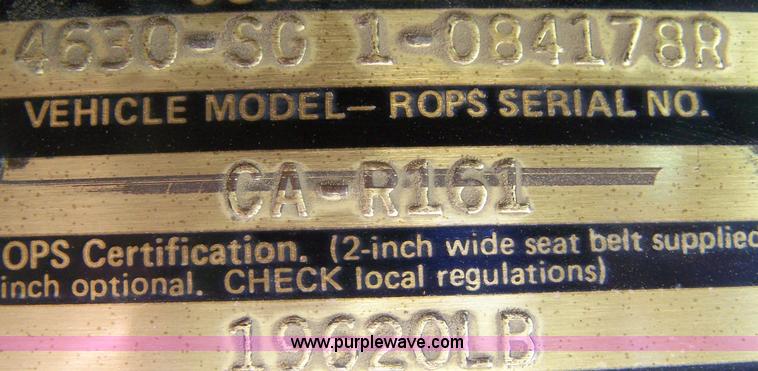 4630-SG 1-084178R
VEHICLE MODEL— ROPS SERIAL NO.
CA-R161
OPS Certification. (2-inch wide seat belt supplied
inch optional. CHECK local regulations)
19620LB
www.purplewave.com